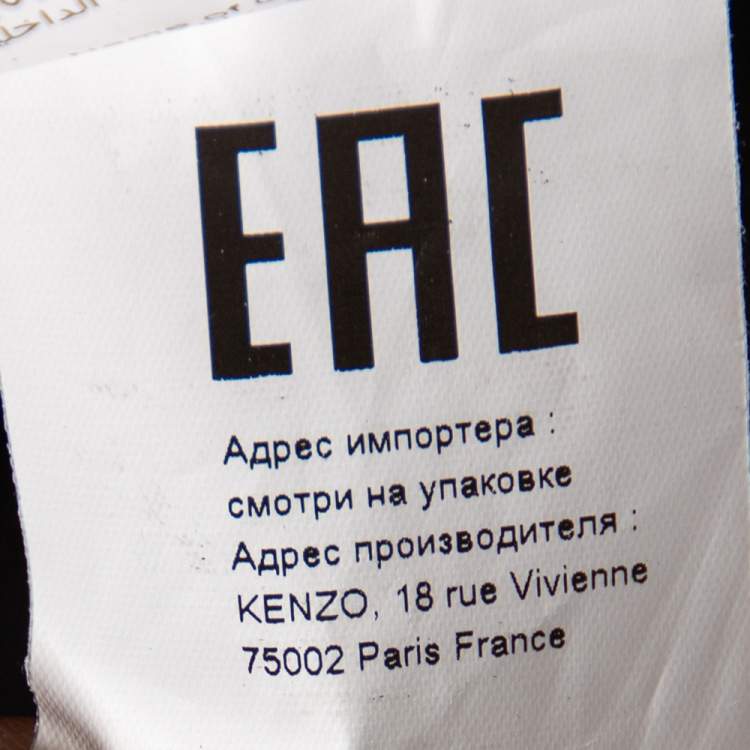 EAC
Адрес импортера :
смотри на упаковке
Адрес производителя :
KENZO, 18 rue Vivienne
75002 Paris France